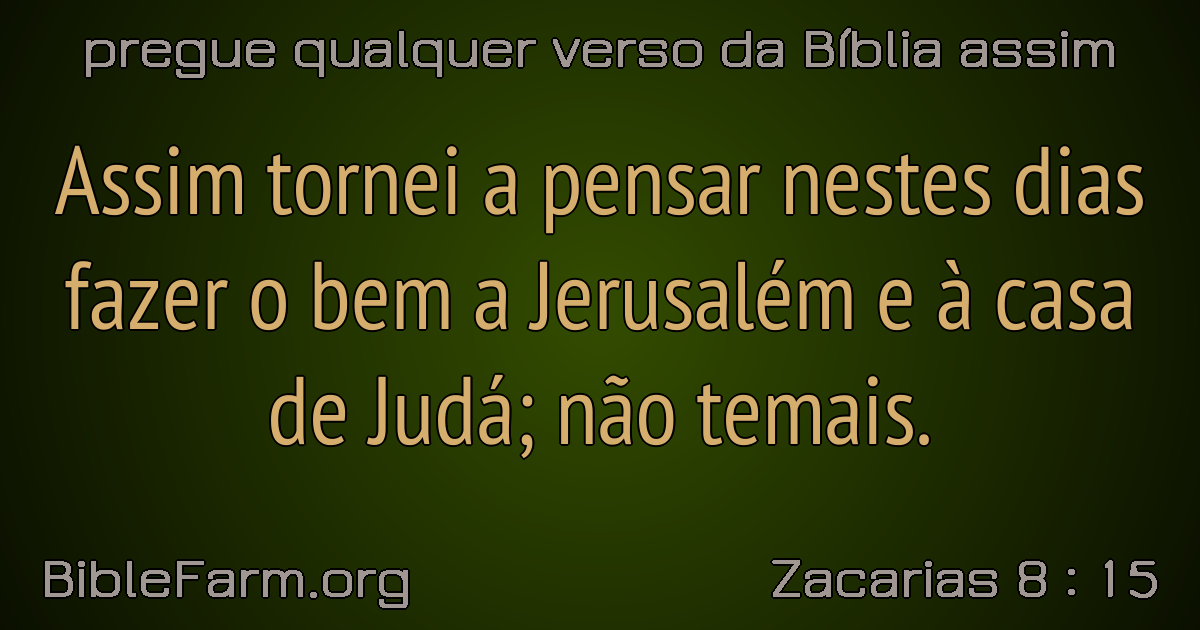 pregue qualquer verso da Bíblia assim
Assim tornei a pensar nestes dias
fazer o bem a Jerusalém e à casa
de Judá; não temais.
BibleFarm.org
Zacarias 8 : 15